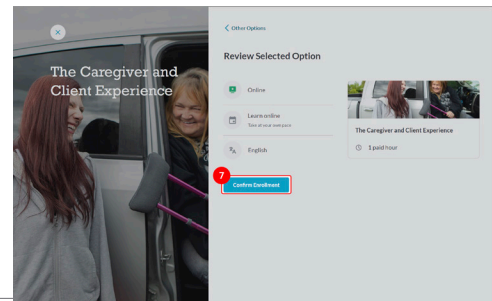 The Caregiver and
Client Experience
Other Options
Review Selected Option
Online
Learn online
Take at your own pace
English
The Caregiver and Client Experience
1 paid hour
7
Confirm Enrollment